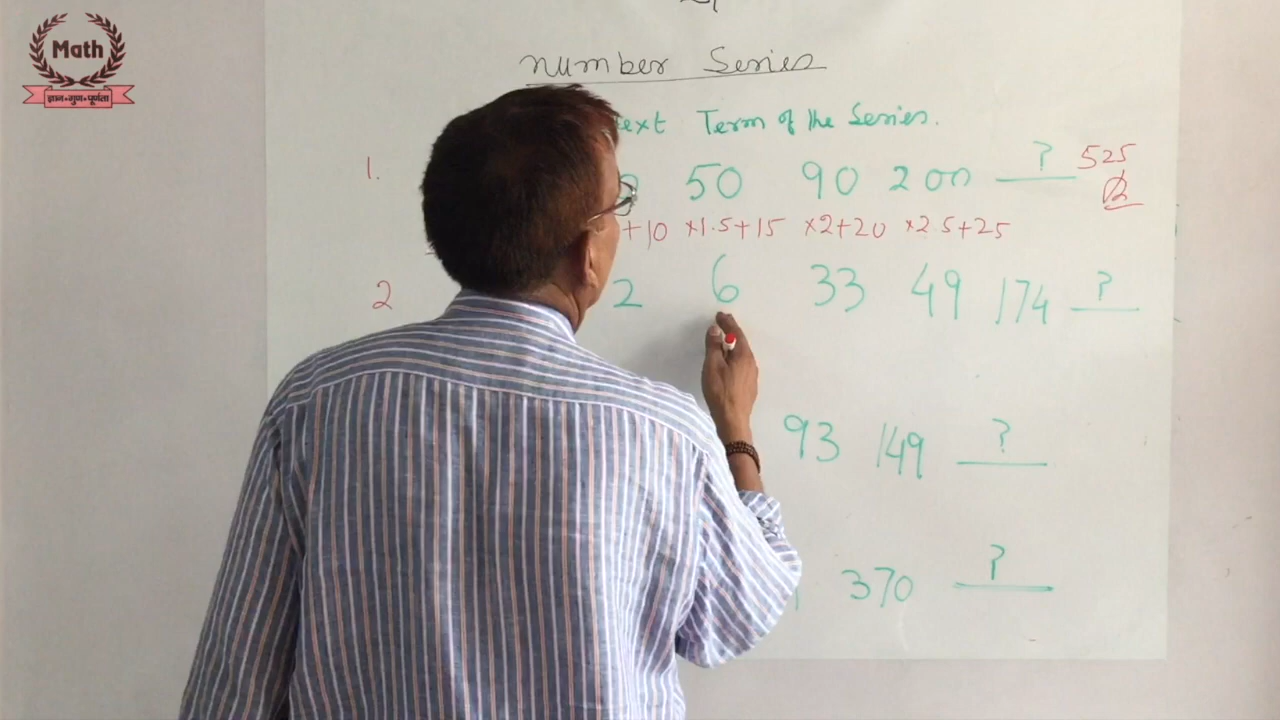 Math
ज्ञान•गुण•पूर्णता
Number Series
ext Term of the Series.
1. 50 90 200 ? 525
+10 ×1.5+15 ×2+20 ×2.5+25
2 2 6 33 49 174 ?
93 149 ?
370 ?